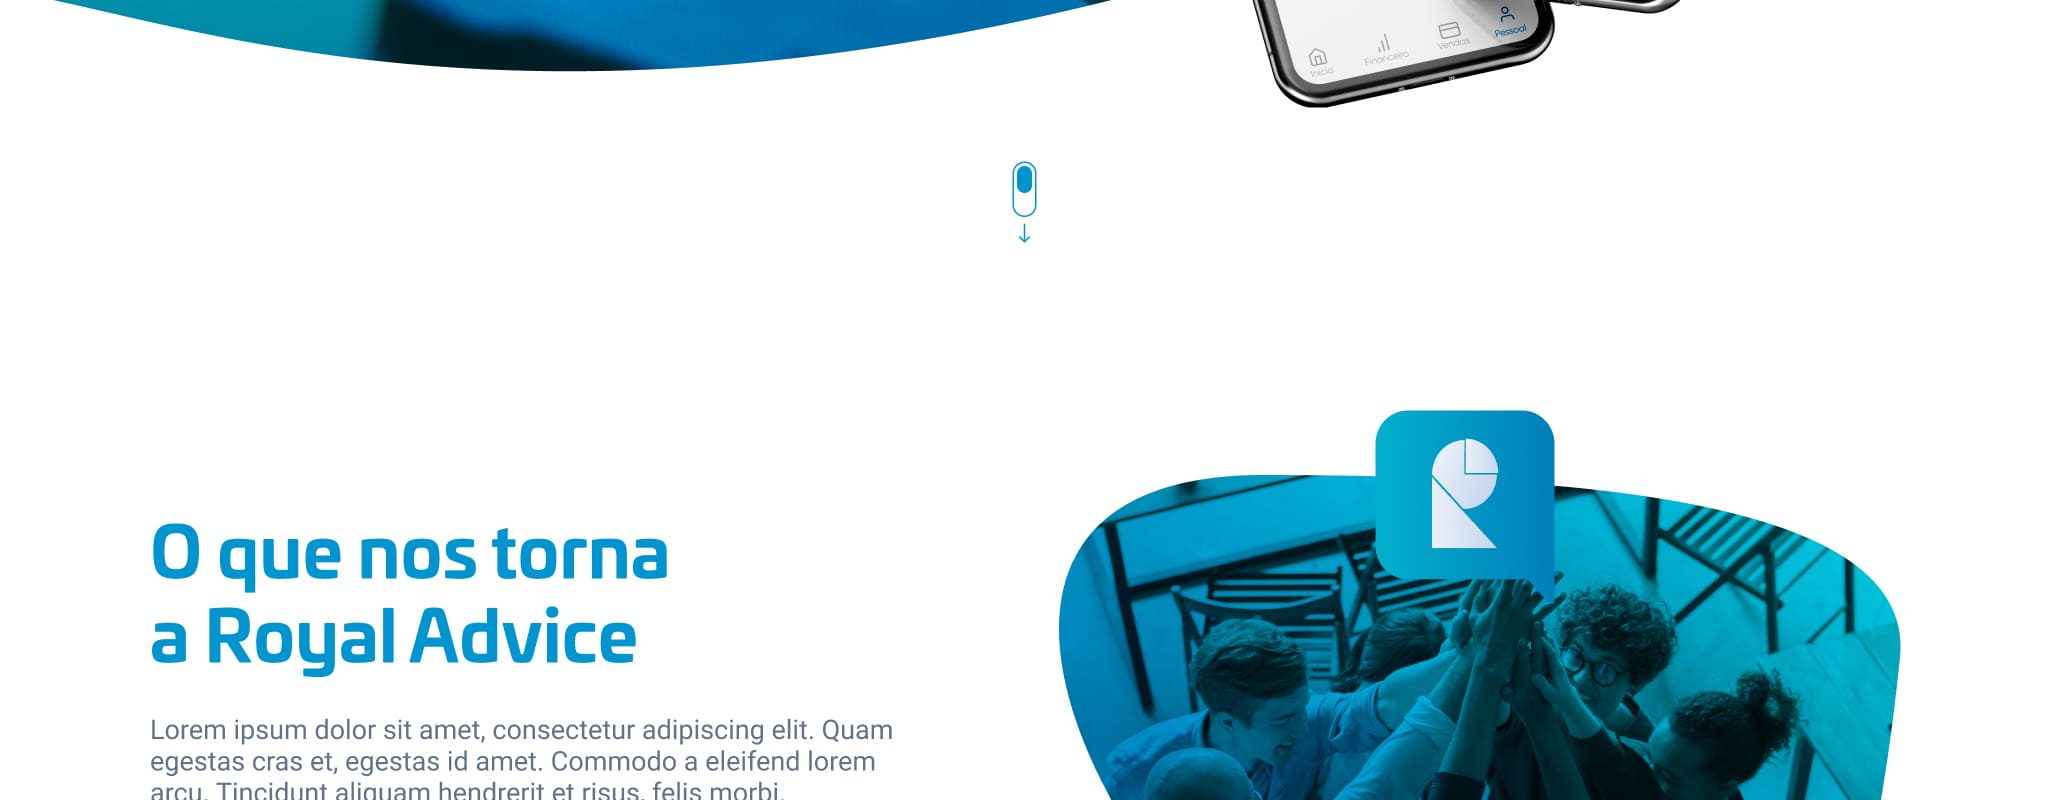 Início
Financeiro
Vendas
Pessoal
O que nos torna
a Royal Advice
Lorem ipsum dolor sit amet, consectetur adipiscing elit. Quam
egestas cras et, egestas id amet. Commodo a eleifend lorem
arcu. Tincidunt aliquam hendrerit et risus, felis morbi.